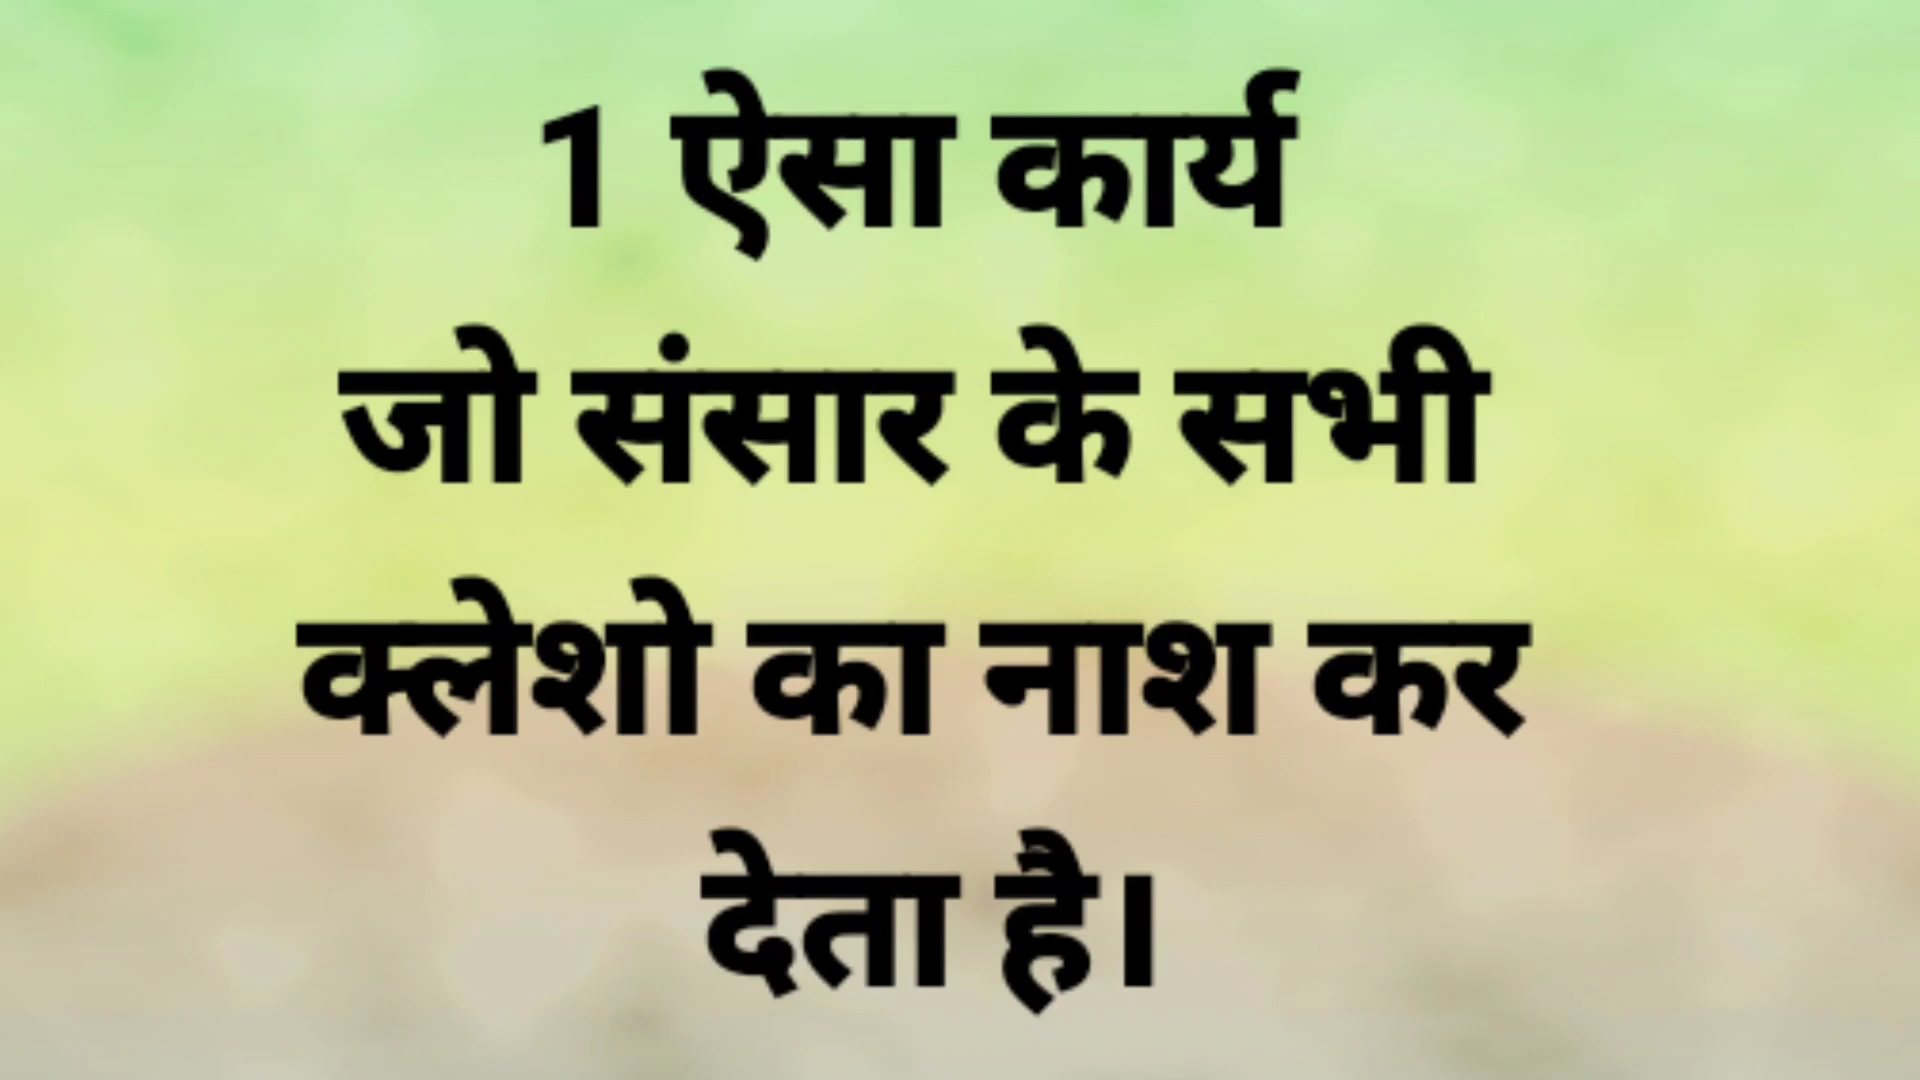 1 ऐसा कार्य
जो संसार के सभी
क्लेशो का नाश कर
देता है।